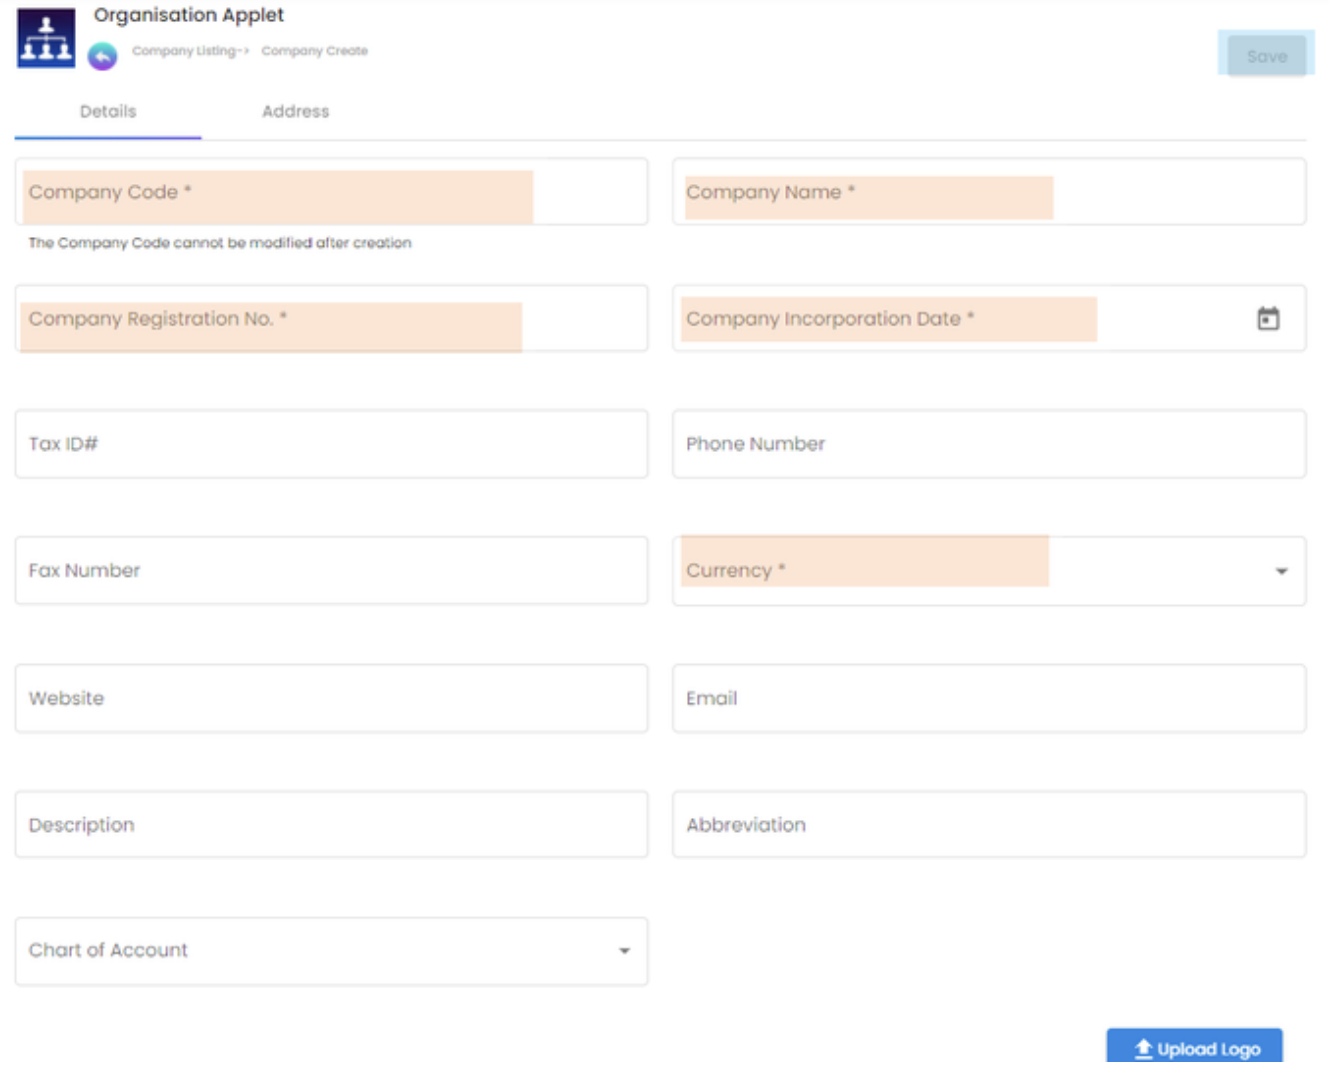 Organisation Applet
Company Listing-> Company Create
Save
Details Address
Company Code * Company Name *
The Company Code cannot be modified after creation
Company Registration No. * Company Incorporation Date *
Tax ID# Phone Number
Fax Number Currency *
Website Email
Description Abbreviation
Chart of Account
Upload Logo